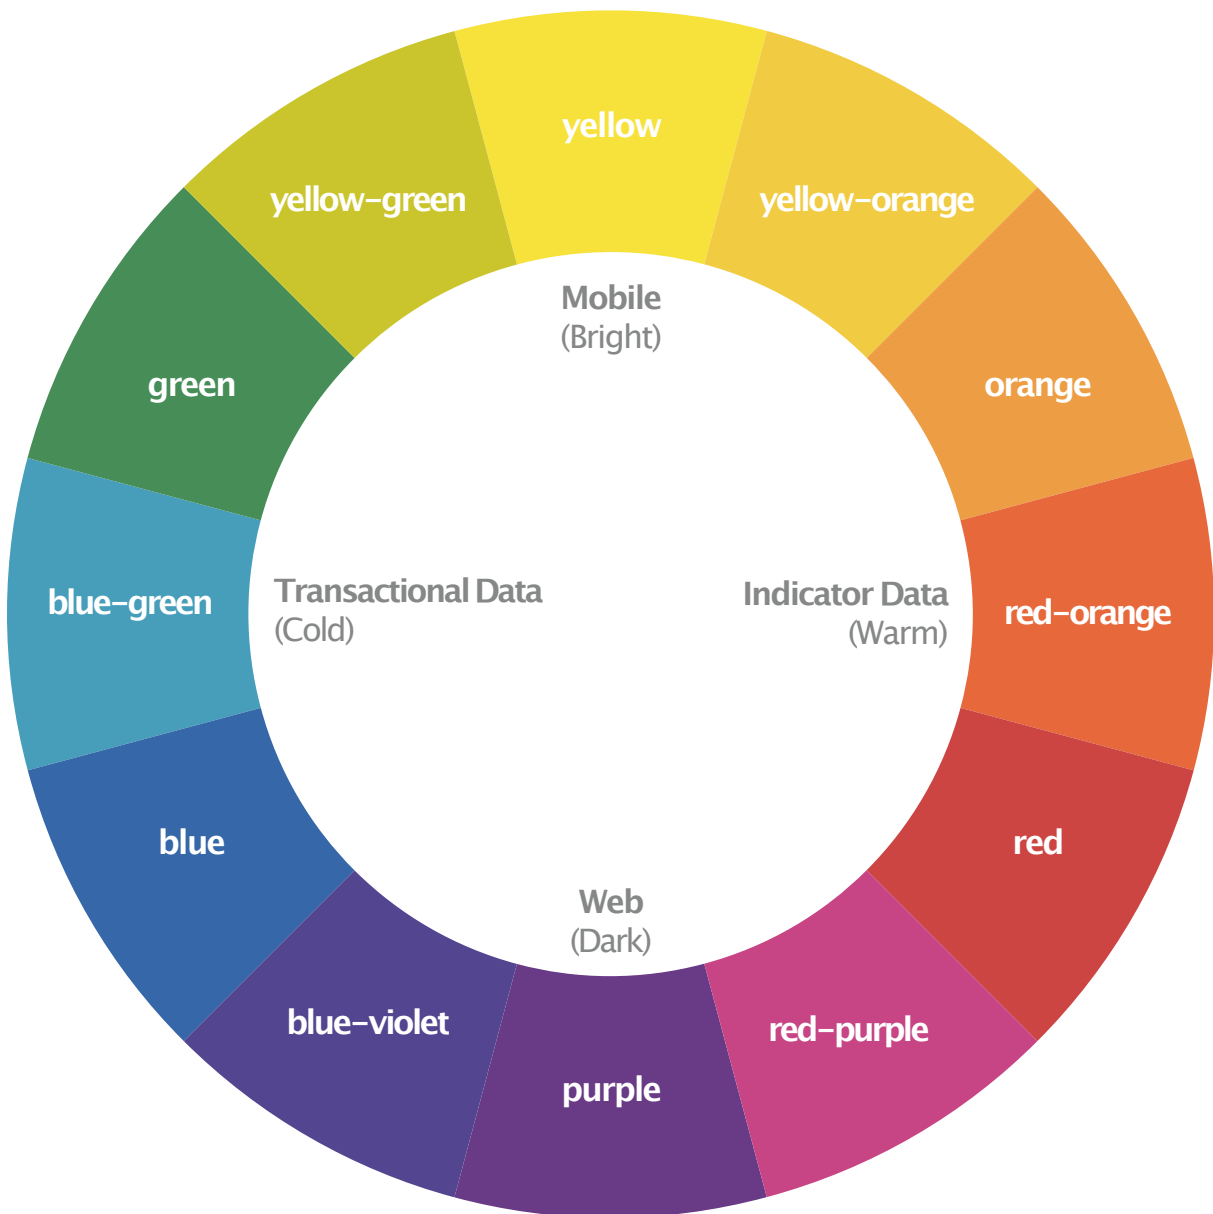 yellow
yellow-green
yellow-orange
Mobile
(Bright)
green
orange
Transactional Data
(Cold)
Indicator Data
(Warm)
blue-green
red-orange
blue
red
Web
(Dark)
blue-violet
red-purple
purple